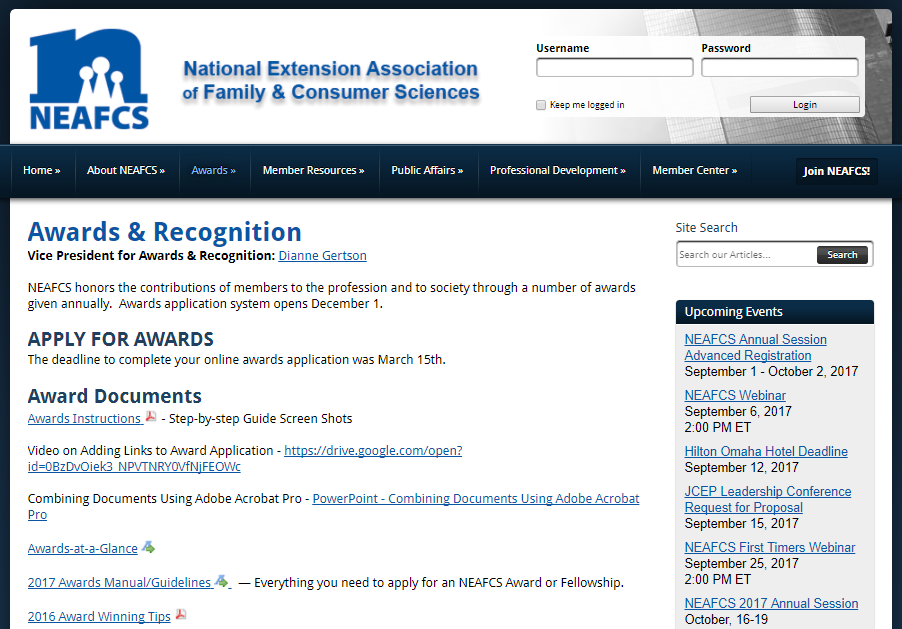 NEAFCS
National Extension Association
of Family & Consumer Sciences
Username
Password
Keep me logged in
Login
Home »
About NEAFCS »
Awards »
Member Resources »
Public Affairs »
Professional Development »
Member Center »
Join NEAFCS!
Awards & Recognition
Vice President for Awards & Recognition: Dianne Gertson
NEAFCS honors the contributions of members to the profession and to society through a number of awards
given annually.  Awards application system opens December 1.
APPLY FOR AWARDS
The deadline to complete your online awards application was March 15th.
Award Documents
Awards Instructions - Step-by-step Guide Screen Shots
Video on Adding Links to Award Application - https://drive.google.com/open?
id=0BzDvOiek3_NPVTNRY0VfNjFEOWc
Combining Documents Using Adobe Acrobat Pro - PowerPoint - Combining Documents Using Adobe Acrobat
Pro
Awards-at-a-Glance
2017 Awards Manual/Guidelines — Everything you need to apply for an NEAFCS Award or Fellowship.
2016 Award Winning Tips
Site Search
Search our Articles...
Search
Upcoming Events
NEAFCS Annual Session
Advanced Registration
September 1 - October 2, 2017
NEAFCS Webinar
September 6, 2017
2:00 PM ET
Hilton Omaha Hotel Deadline
September 12, 2017
JCEP Leadership Conference
Request for Proposal
September 15, 2017
NEAFCS First Timers Webinar
September 25, 2017
2:00 PM ET
NEAFCS 2017 Annual Session
October, 16-19